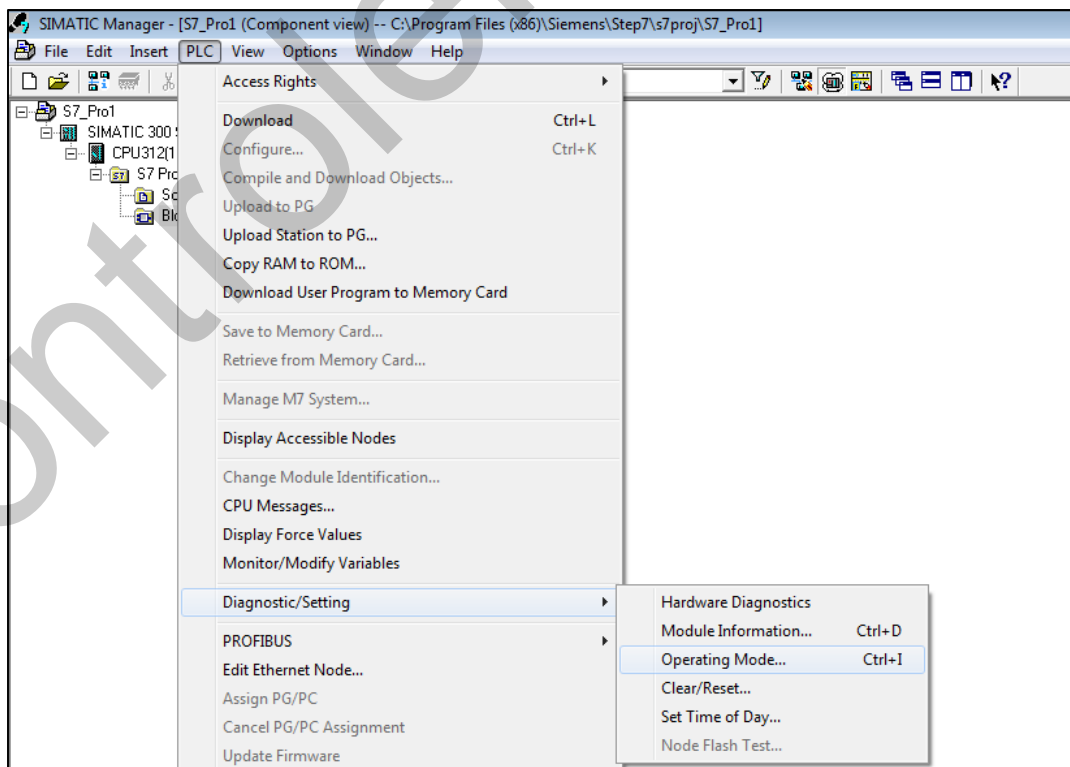 SIMATIC Manager - [S7_Pro1 (Component view) -- C:\Program Files (x86)\Siemens\Step7\s7proj\S7_Pro1]
File Edit Insert PLC View Options Window Help
S7_Pro1
SIMATIC 300
CPU312(1
S7 Pro
So
Blo
Access Rights
Download Ctrl+L
Configure... Ctrl+K
Compile and Download Objects...
Upload to PG
Upload Station to PG...
Copy RAM to ROM...
Download User Program to Memory Card
Save to Memory Card...
Retrieve from Memory Card...
Manage M7 System...
Display Accessible Nodes
Change Module Identification...
CPU Messages...
Display Force Values
Monitor/Modify Variables
Diagnostic/Setting
PROFIBUS
Edit Ethernet Node...
Assign PG/PC
Cancel PG/PC Assignment
Update Firmware
Hardware Diagnostics
Module Information... Ctrl+D
Operating Mode... Ctrl+I
Clear/Reset...
Set Time of Day...
Node Flash Test...
ontrole